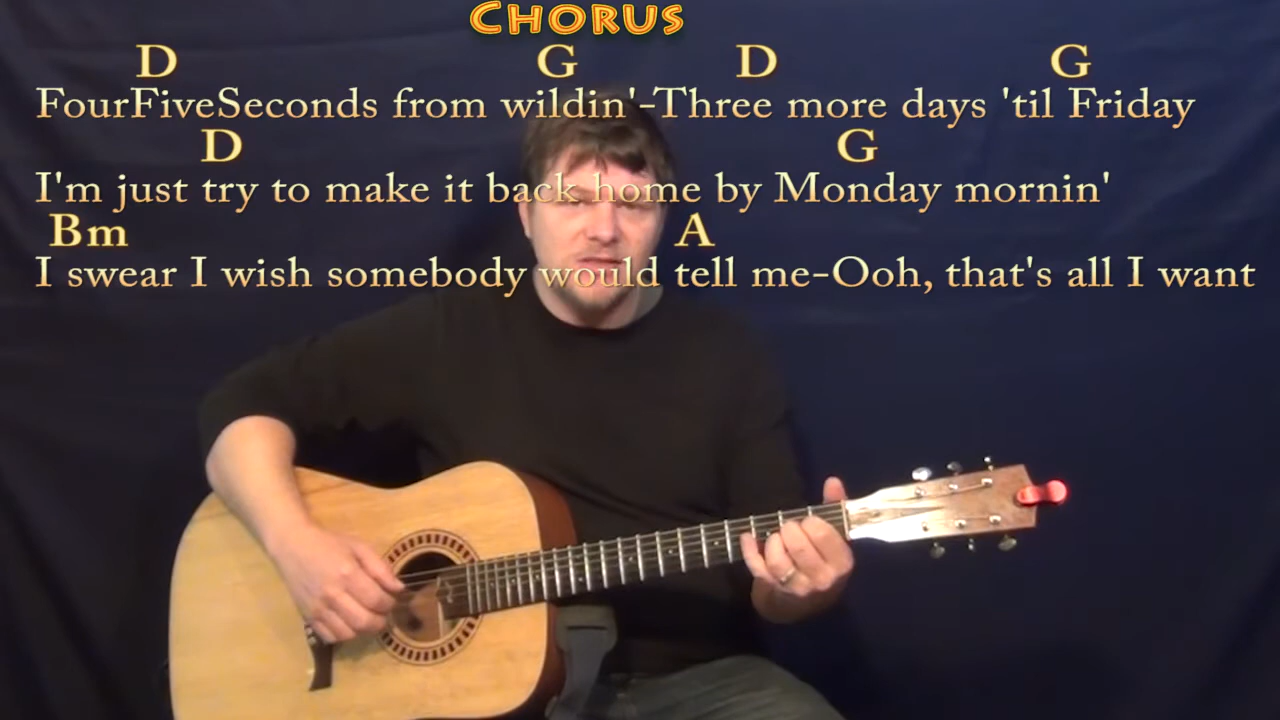 CHORUS
D G D G
FourFiveSeconds from wildin'-Three more days 'til Friday
D G
I'm just try to make it back home by Monday mornin'
Bm A
I swear I wish somebody would tell me-Ooh, that's all I want